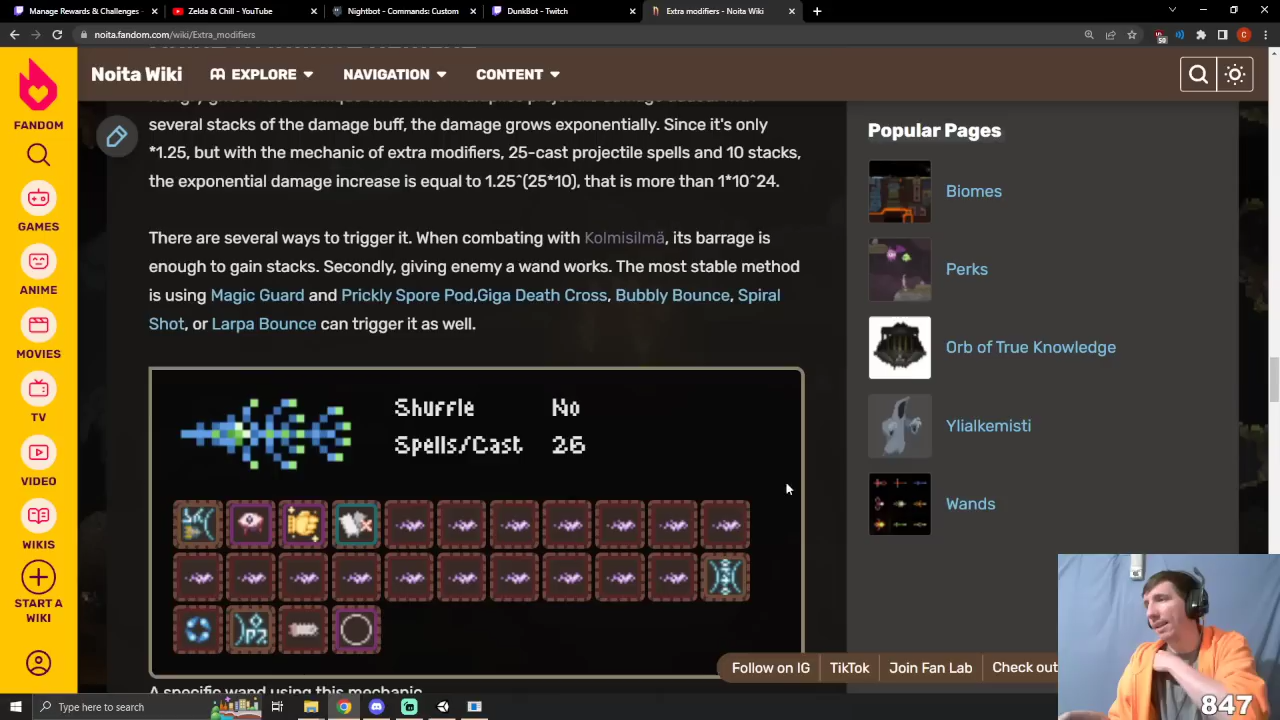 Manage Rewards & Challenges -
Zelda & Chill - YouTube
Nightbot - Commands: Custom
DunkBot - Twitch
Extra modifiers - Noita Wiki
noita.fandom.com/wiki/Extra_modifiers
Noita Wiki
EXPLORE
NAVIGATION
CONTENT
FANDOM
GAMES
ANIME
MOVIES
TV
VIDEO
WIKIS
START A
WIKI
several stacks of the damage buff, the damage grows exponentially. Since it's only
*1.25, but with the mechanic of extra modifiers, 25-cast projectile spells and 10 stacks,
the exponential damage increase is equal to 1.25^(25*10), that is more than 1*10^24.
There are several ways to trigger it. When combating with Kolmisilmä, its barrage is
enough to gain stacks. Secondly, giving enemy a wand works. The most stable method
is using Magic Guard and Prickly Spore Pod,Giga Death Cross, Bubbly Bounce, Spiral
Shot, or Larpa Bounce can trigger it as well.
Shuffle No
Spells/Cast 26
A specific wand using this mechanic
Popular Pages
Biomes
Perks
Orb of True Knowledge
Ylialkemisti
Wands
Follow on IG
TikTok
Join Fan Lab
Check out
847
Type here to search